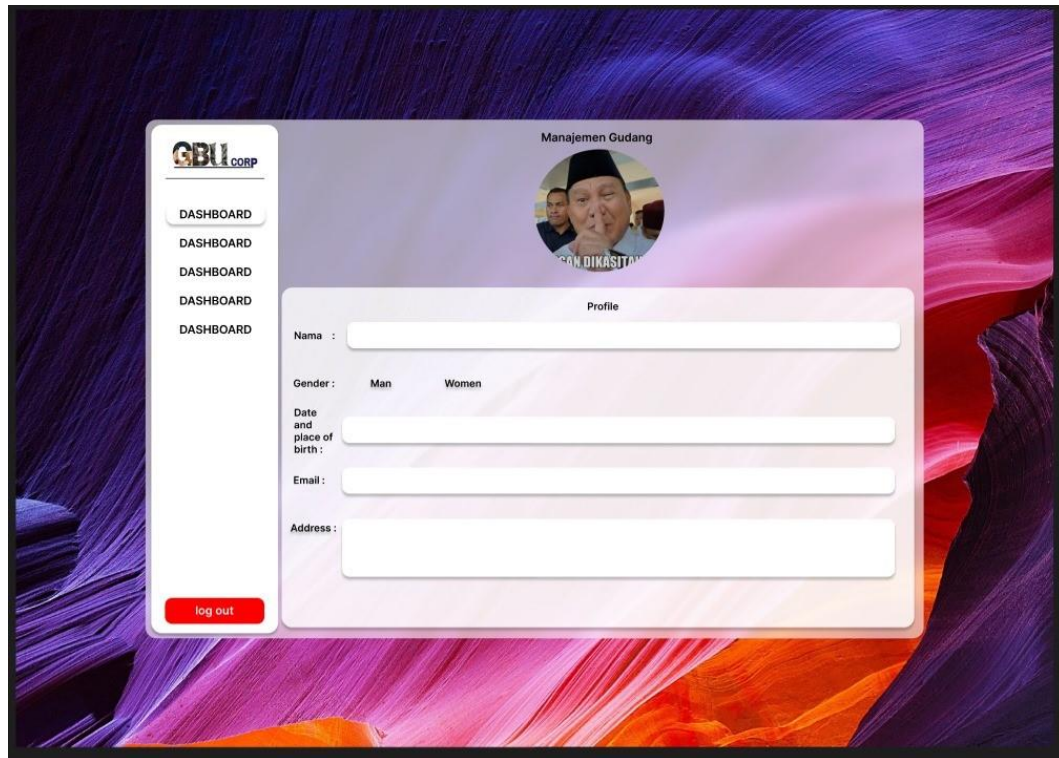 GBU CORP
DASHBOARD
DASHBOARD
DASHBOARD
DASHBOARD
DASHBOARD
log out
Manajemen Gudang
DIKASITA
Profile
Nama :
Gender : Man Women
Date
and
place of
birth :
Email :
Address :